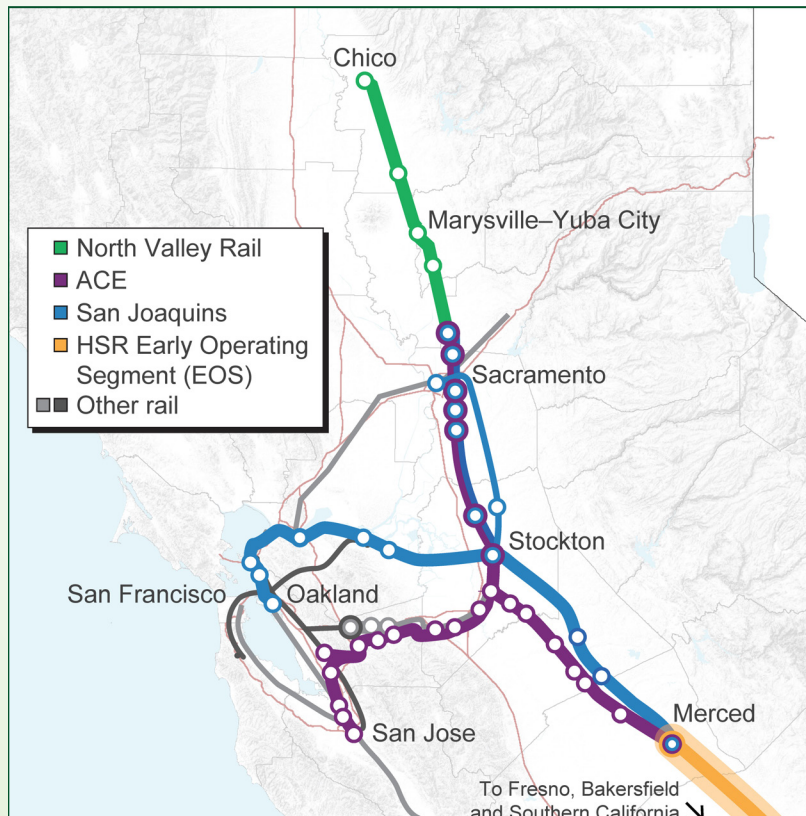 Chico
Marysville–Yuba City
North Valley Rail
ACE
San Joaquins
HSR Early Operating
Segment (EOS)
Other rail
Sacramento
Stockton
San Francisco
Oakland
Merced
San Jose
To Fresno, Bakersfield
and Southern California